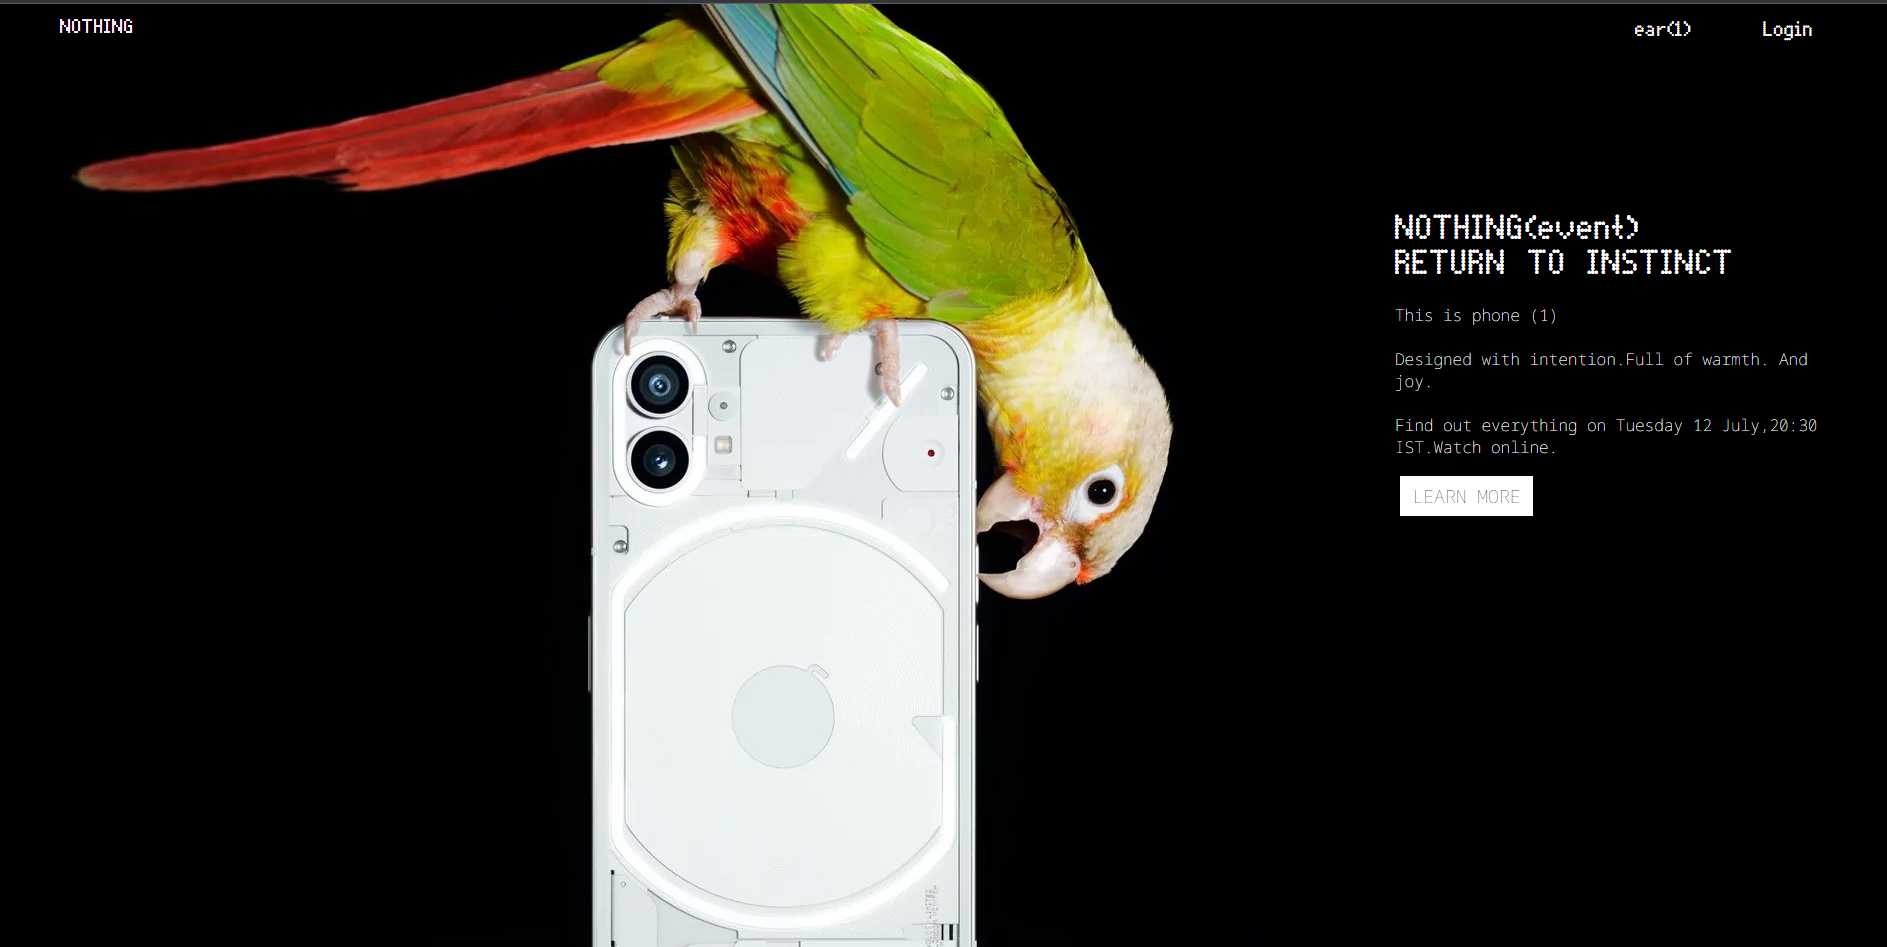 NOTHING
ear(1)
Login
NOTHING(event)
RETURN TO INSTINCT
This is phone (1)
Designed with intention.Full of warmth. And
joy.
Find out everything on Tuesday 12 July,20:30
IST.Watch online.
LEARN MORE